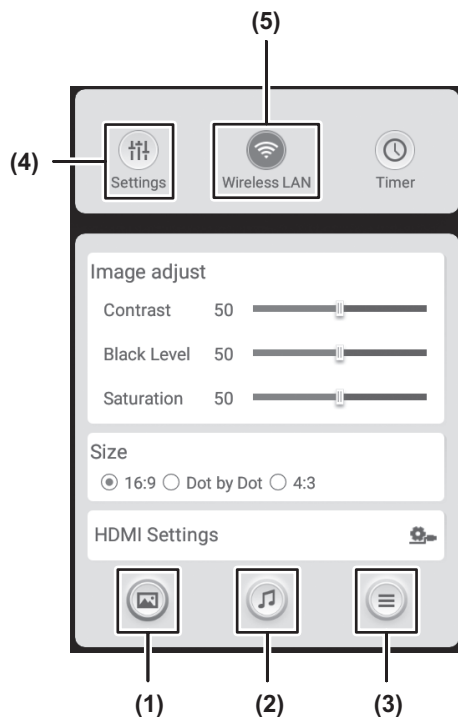 (5)
(4)
Settings Wireless LAN Timer
Image adjust
Contrast 50
Black Level 50
Saturation 50
Size
16:9 Dot by Dot 4:3
HDMI Settings
(1) (2) (3)